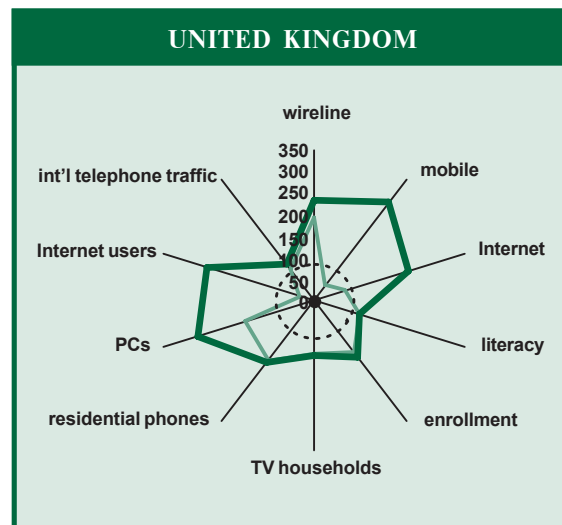 UNITED KINGDOM
wireline
350
300
250
200
150
100
50
0
mobile
Internet
literacy
enrollment
TV households
residential phones
PCs
Internet users
int'l telephone traffic